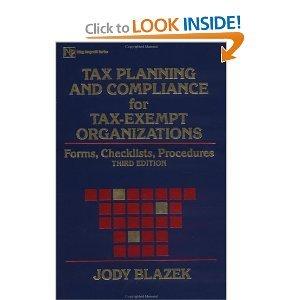 Click to LOOK INSIDE!
TAX PLANNING
AND COMPLIANCE
for
TAX-EXEMPT
ORGANIZATIONS
Forms, Checklists, Procedures
THIRD EDITION
JODY BLAZEK